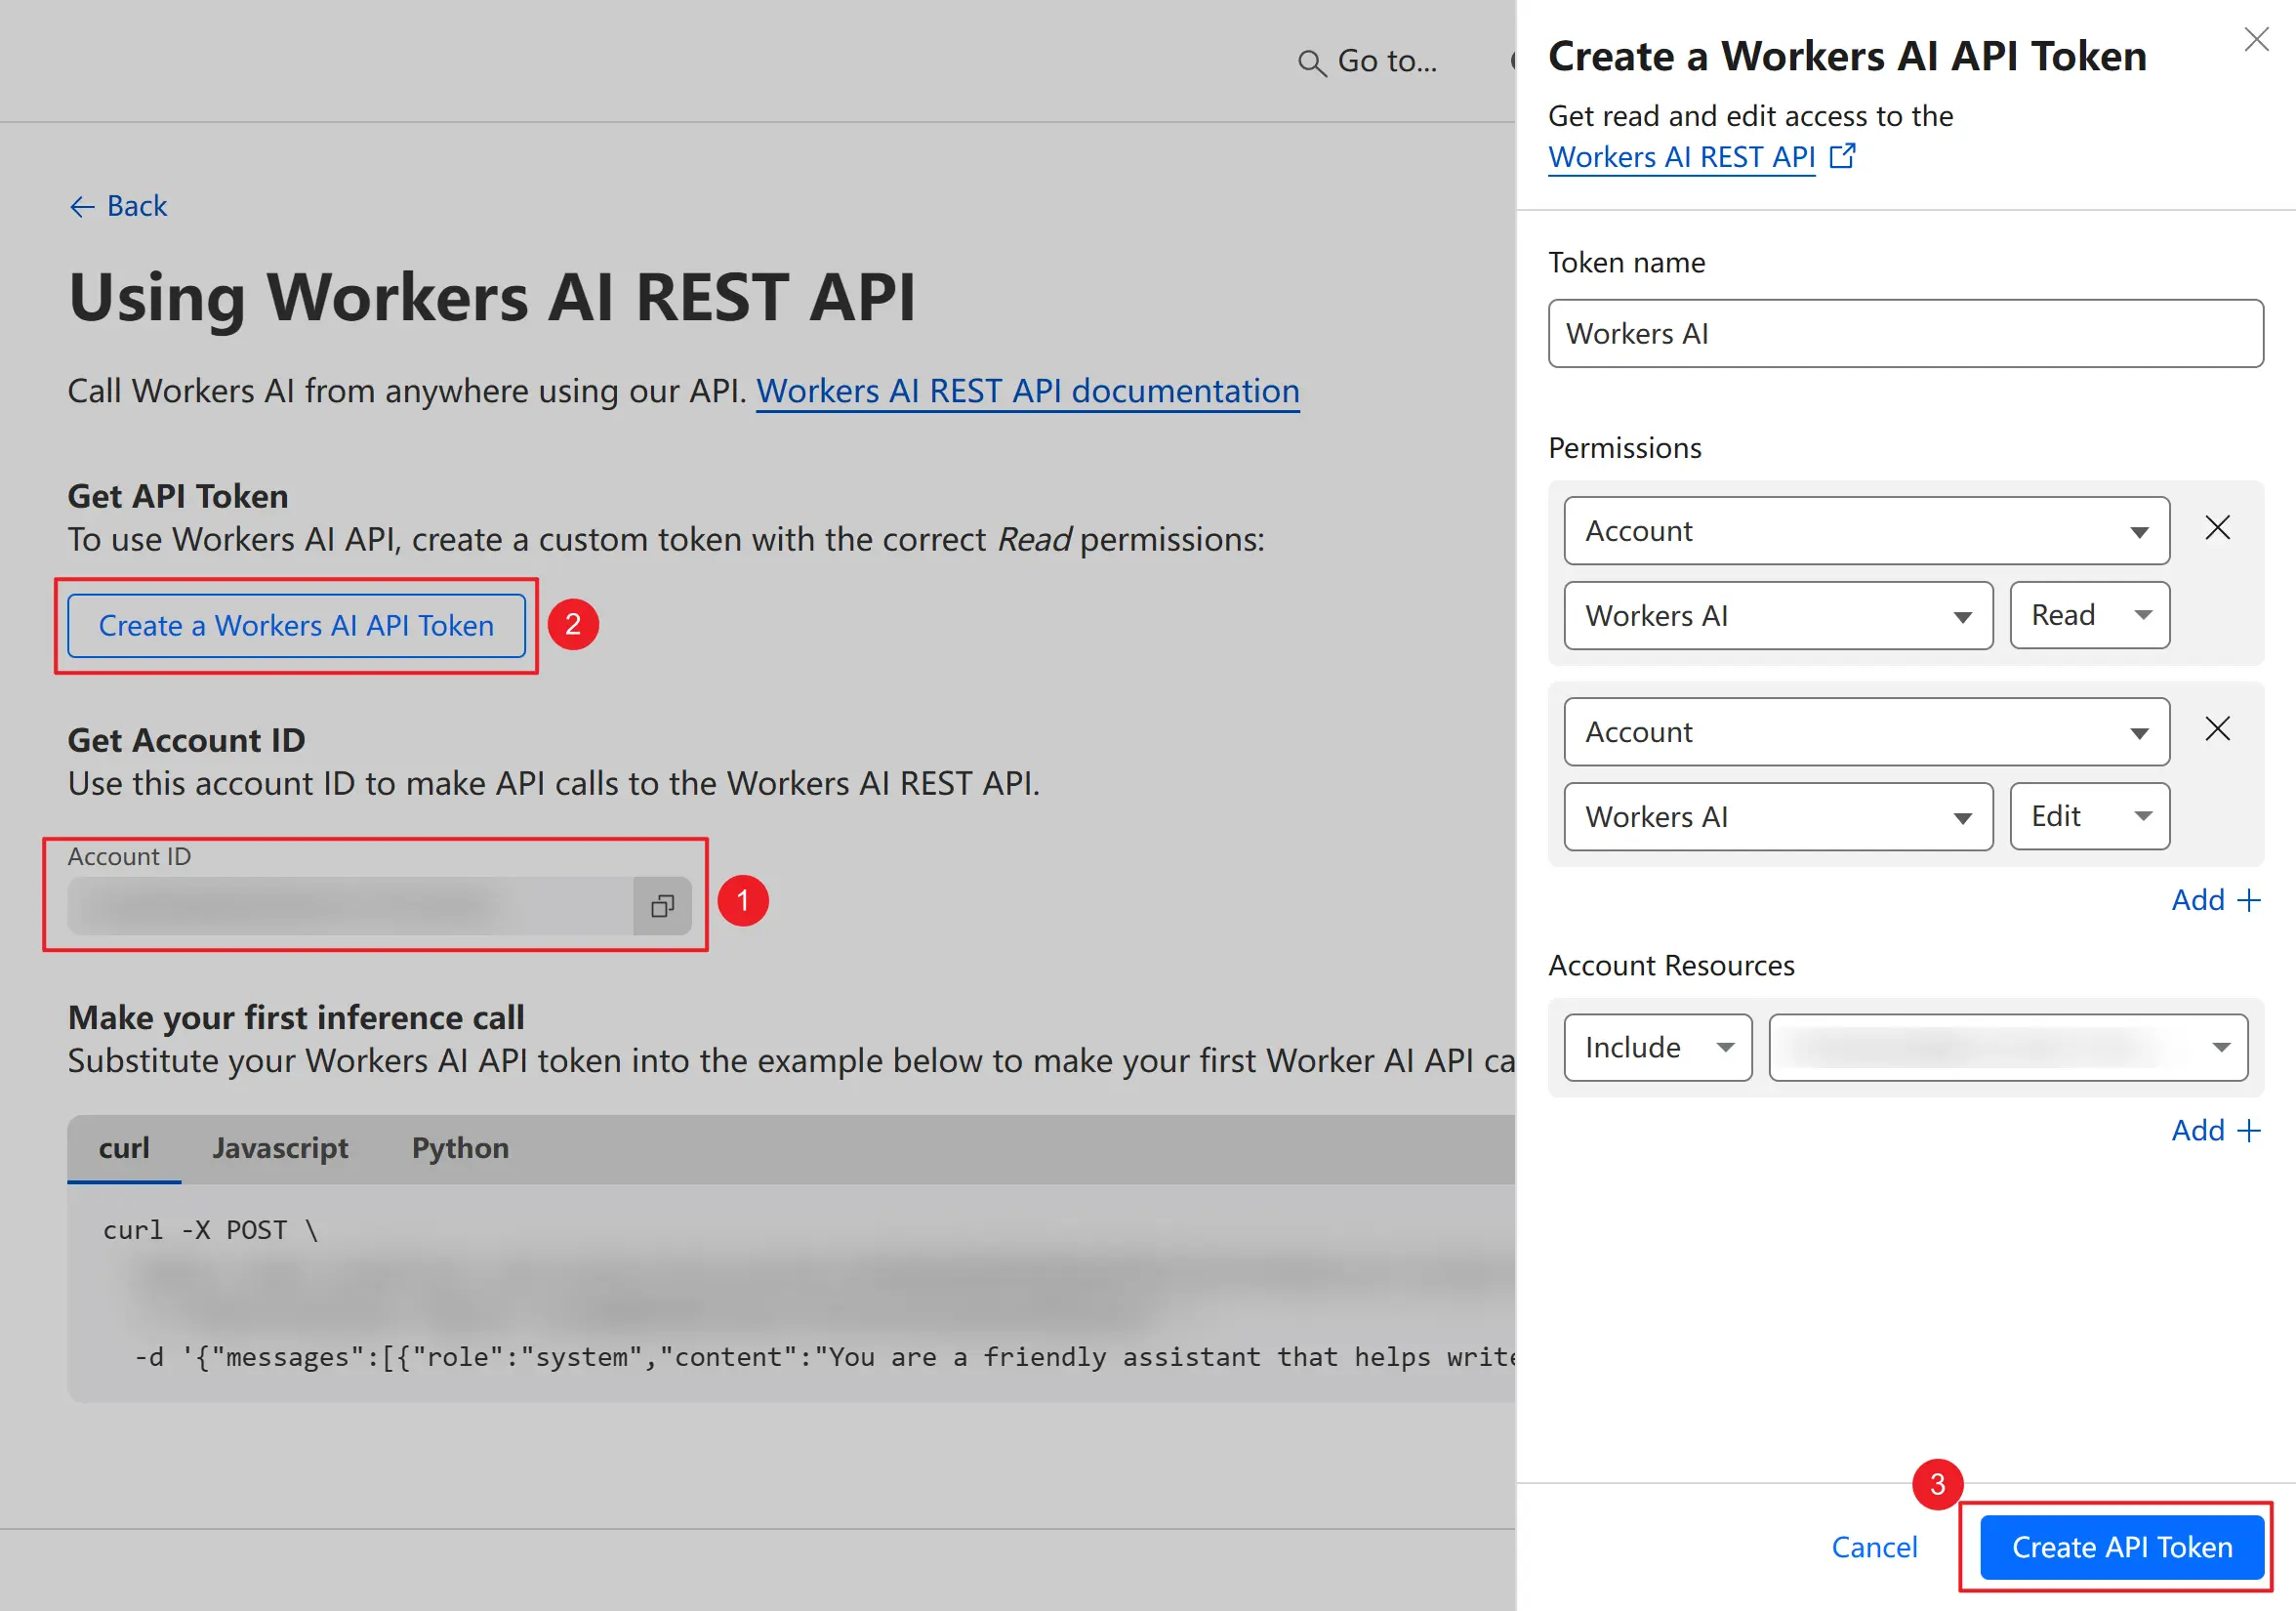 Go to...
← Back
Using Workers AI REST API
Call Workers AI from anywhere using our API. Workers AI REST API documentation
Get API Token
To use Workers AI API, create a custom token with the correct Read permissions:
Create a Workers AI API Token
2
Get Account ID
Use this account ID to make API calls to the Workers AI REST API.
Account ID
1
Make your first inference call
Substitute your Workers AI API token into the example below to make your first Worker AI API ca
curl Javascript Python
curl -X POST \
-d '{"messages":[{"role":"system","content":"You are a friendly assistant that helps write
Create a Workers AI API Token
Get read and edit access to the
Workers AI REST API
Token name
Workers AI
Permissions
Account
Workers AI Read
Account
Workers AI Edit
Add +
Account Resources
Include
Add +
3
Cancel Create API Token